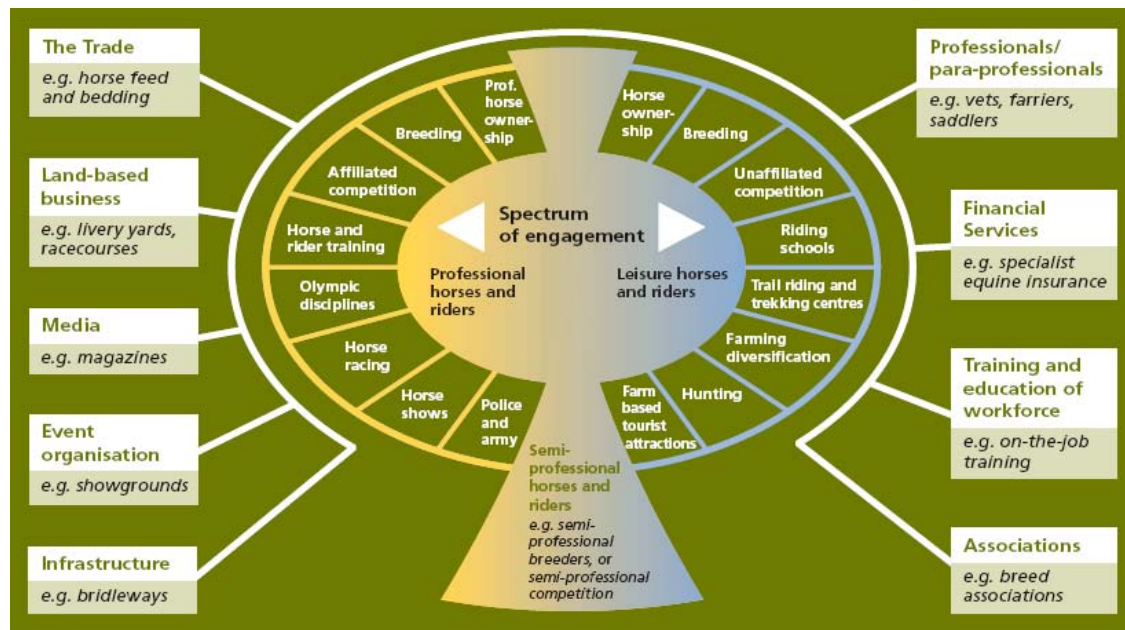 The Trade
e.g. horse feed
and bedding
Land-based
business
e.g. livery yards,
racecourses
Media
e.g. magazines
Event
organisation
e.g. showgrounds
Infrastructure
e.g. bridleways
Prof.
horse
owner-
ship
Breeding
Affiliated
competition
Horse and
rider training
Olympic
disciplines
Horse
racing
Horse
shows
Police
and
army
Spectrum
of engagement
Professional
horses and
riders
Leisure horses
and riders
Semi-
professional
horses and
riders
e.g. semi-
professional
breeders, or
semi-professional
competition
Horse
owner-
ship
Breeding
Unaffiliated
competition
Riding
schools
Trail riding and
trekking centres
Farming
diversification
Hunting
Farm
based
tourist
attractions
Professionals/
para-professionals
e.g. vets, farriers,
saddlers
Financial
Services
e.g. specialist
equine insurance
Training and
education of
workforce
e.g. on-the-job
training
Associations
e.g. breed
associations